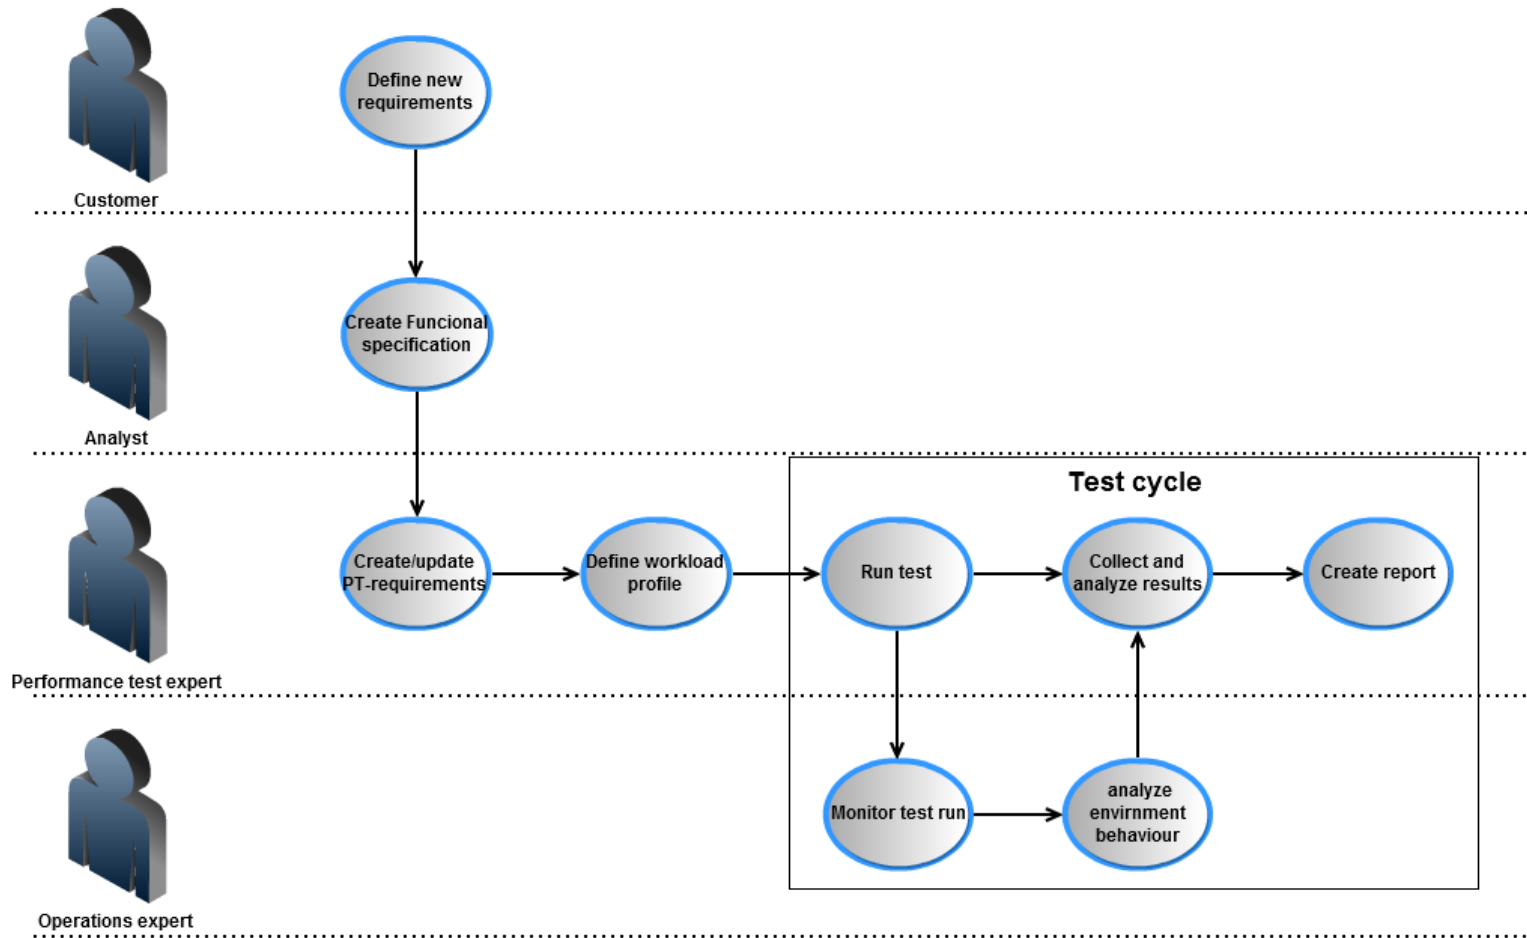 Define new
requirements
Customer
Create Funcional
specification
Analyst
Test cycle
Create/update
PT-requirements
Define workload
profile
Run test
Collect and
analyze results
Create report
Performance test expert
Monitor test run
analyze
envirnment
behaviour
Operations expert